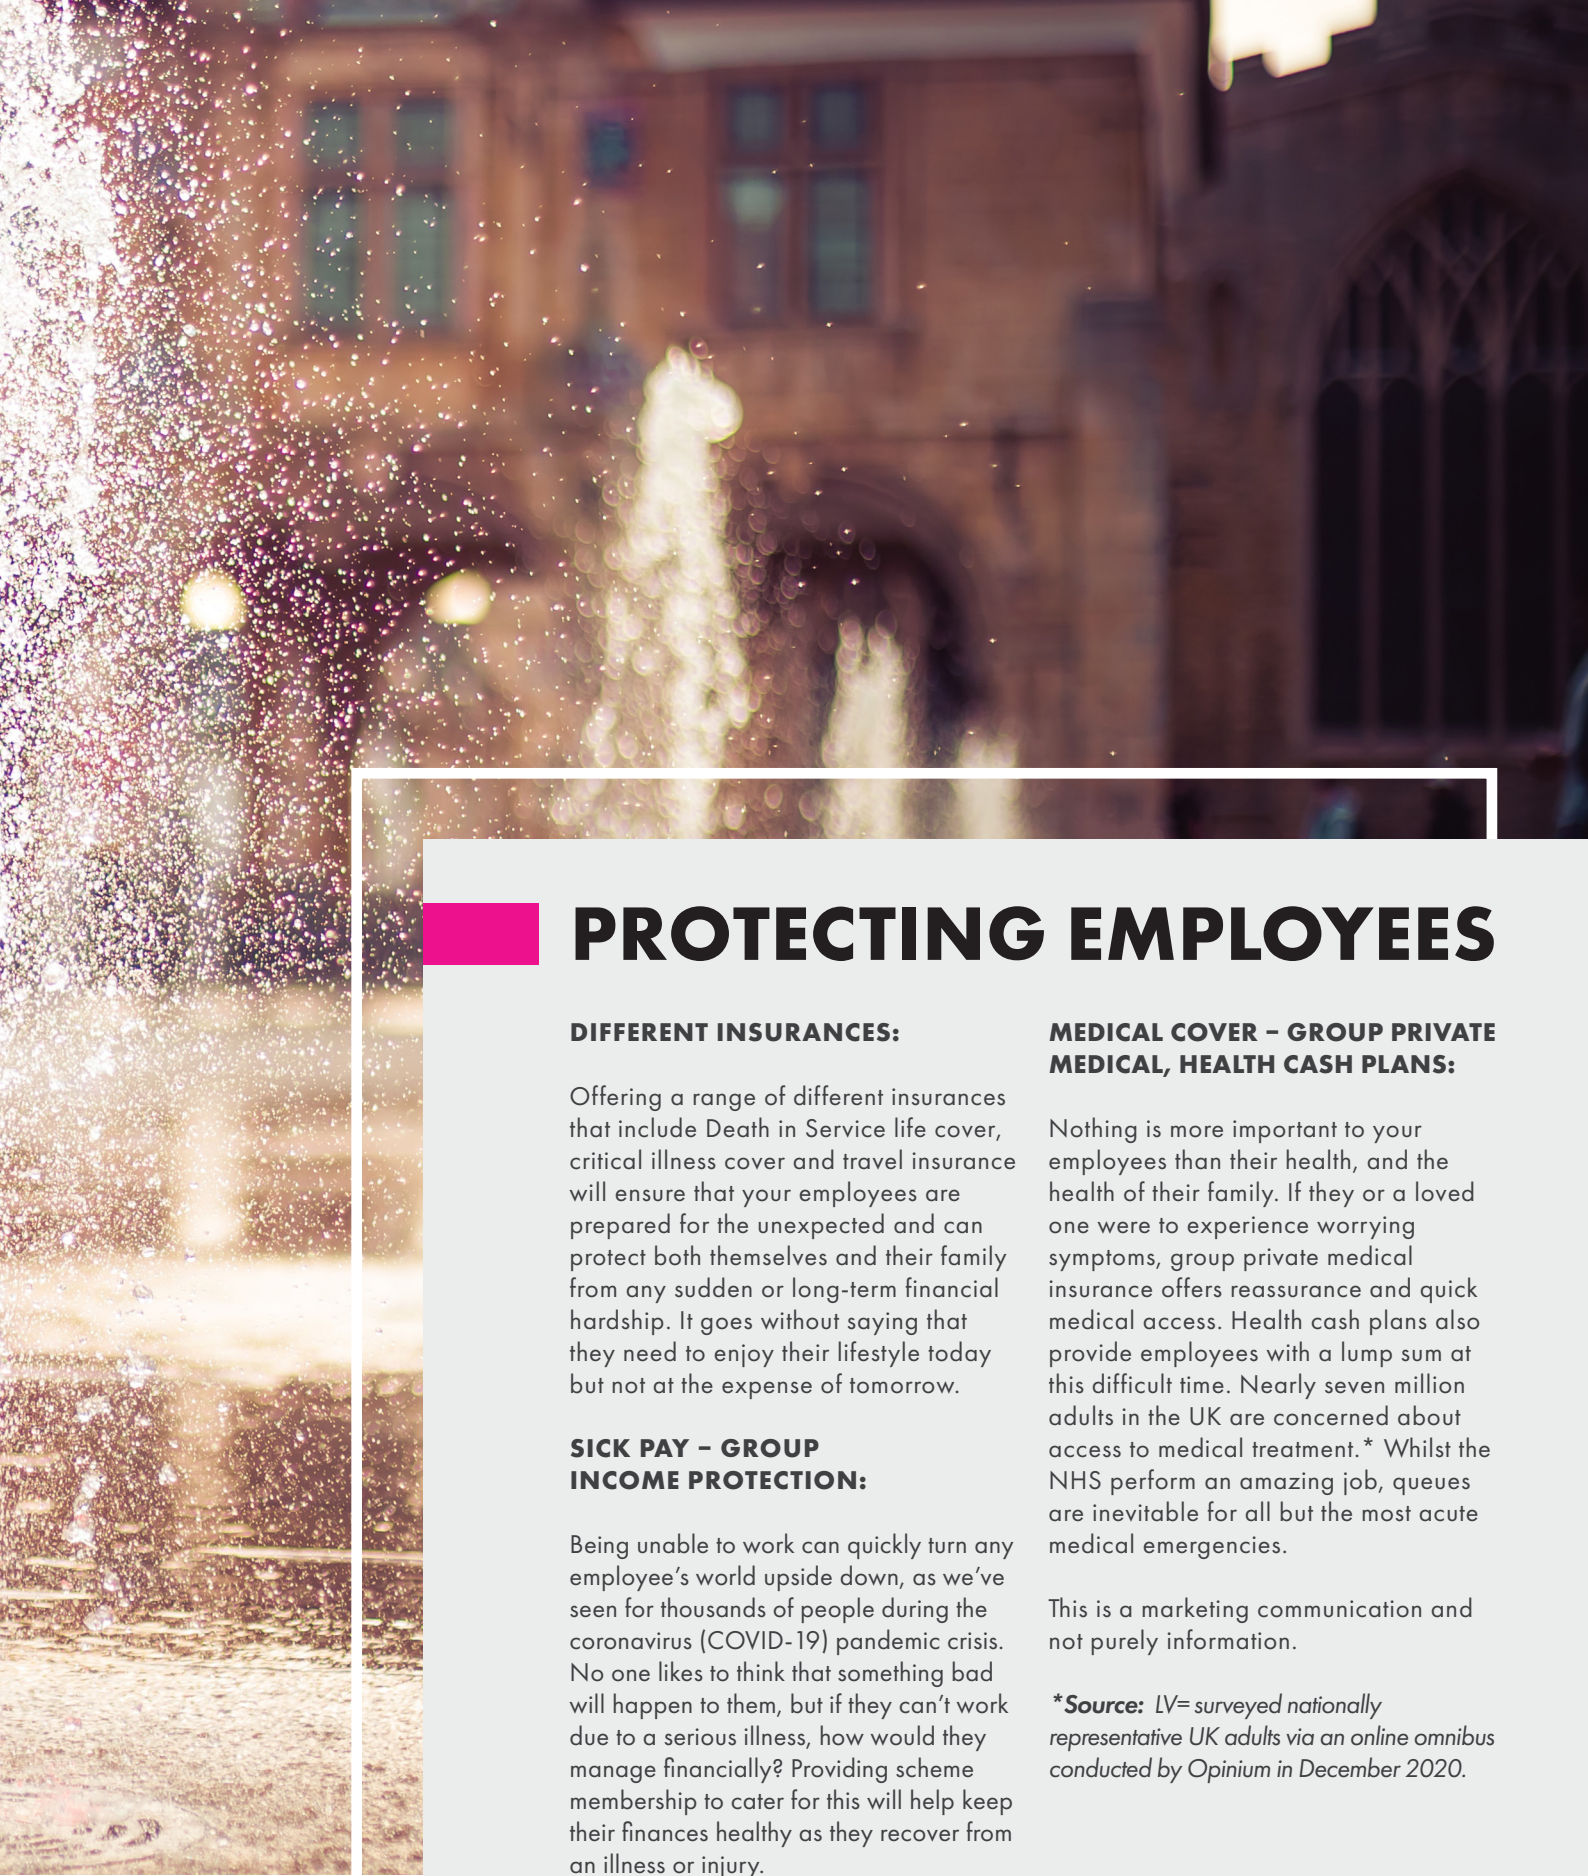 PROTECTING EMPLOYEES
DIFFERENT INSURANCES:
Offering a range of different insurances
that include Death in Service life cover,
critical illness cover and travel insurance
will ensure that your employees are
prepared for the unexpected and can
protect both themselves and their family
from any sudden or long-term financial
hardship. It goes without saying that
they need to enjoy their lifestyle today
but not at the expense of tomorrow.
SICK PAY – GROUP
INCOME PROTECTION:
Being unable to work can quickly turn any
employee’s world upside down, as we’ve
seen for thousands of people during the
coronavirus (COVID-19) pandemic crisis.
No one likes to think that something bad
will happen to them, but if they can’t work
due to a serious illness, how would they
manage financially? Providing scheme
membership to cater for this will help keep
their finances healthy as they recover from
an illness or injury.
MEDICAL COVER – GROUP PRIVATE
MEDICAL, HEALTH CASH PLANS:
Nothing is more important to your
employees than their health, and the
health of their family. If they or a loved
one were to experience worrying
symptoms, group private medical
insurance offers reassurance and quick
medical access. Health cash plans also
provide employees with a lump sum at
this difficult time. Nearly seven million
adults in the UK are concerned about
access to medical treatment.* Whilst the
NHS perform an amazing job, queues
are inevitable for all but the most acute
medical emergencies.
This is a marketing communication and
not purely information.
*Source: LV= surveyed nationally
representative UK adults via an online omnibus
conducted by Opinium in December 2020.